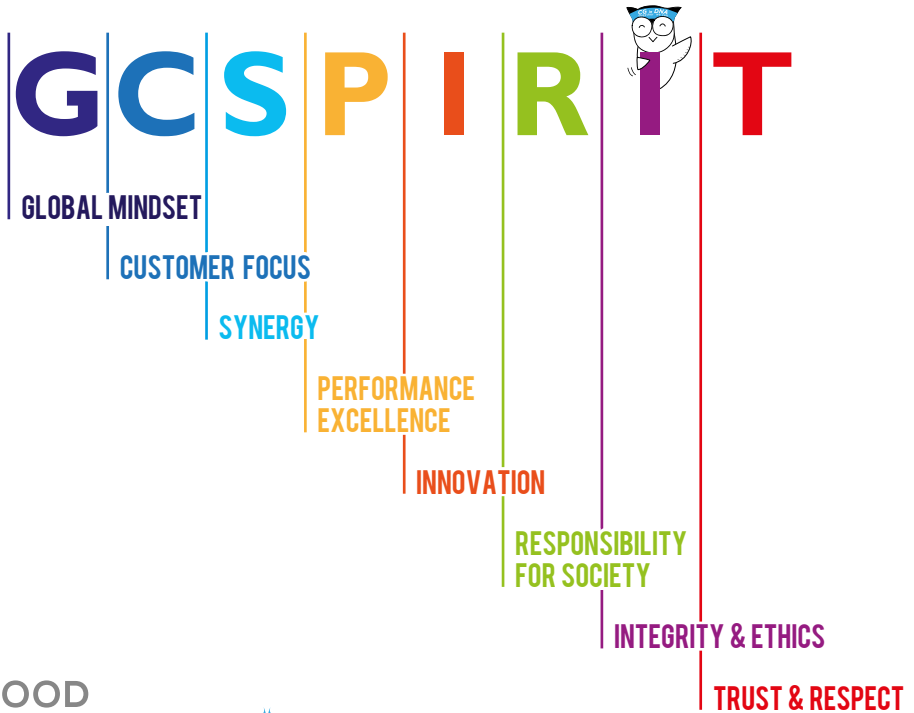 GCSPIRIT
GLOBAL MINDSET
CUSTOMER FOCUS
SYNERGY
PERFORMANCE
EXCELLENCE
INNOVATION
RESPONSIBILITY
FOR SOCIETY
INTEGRITY & ETHICS
TRUST & RESPECT
OOD